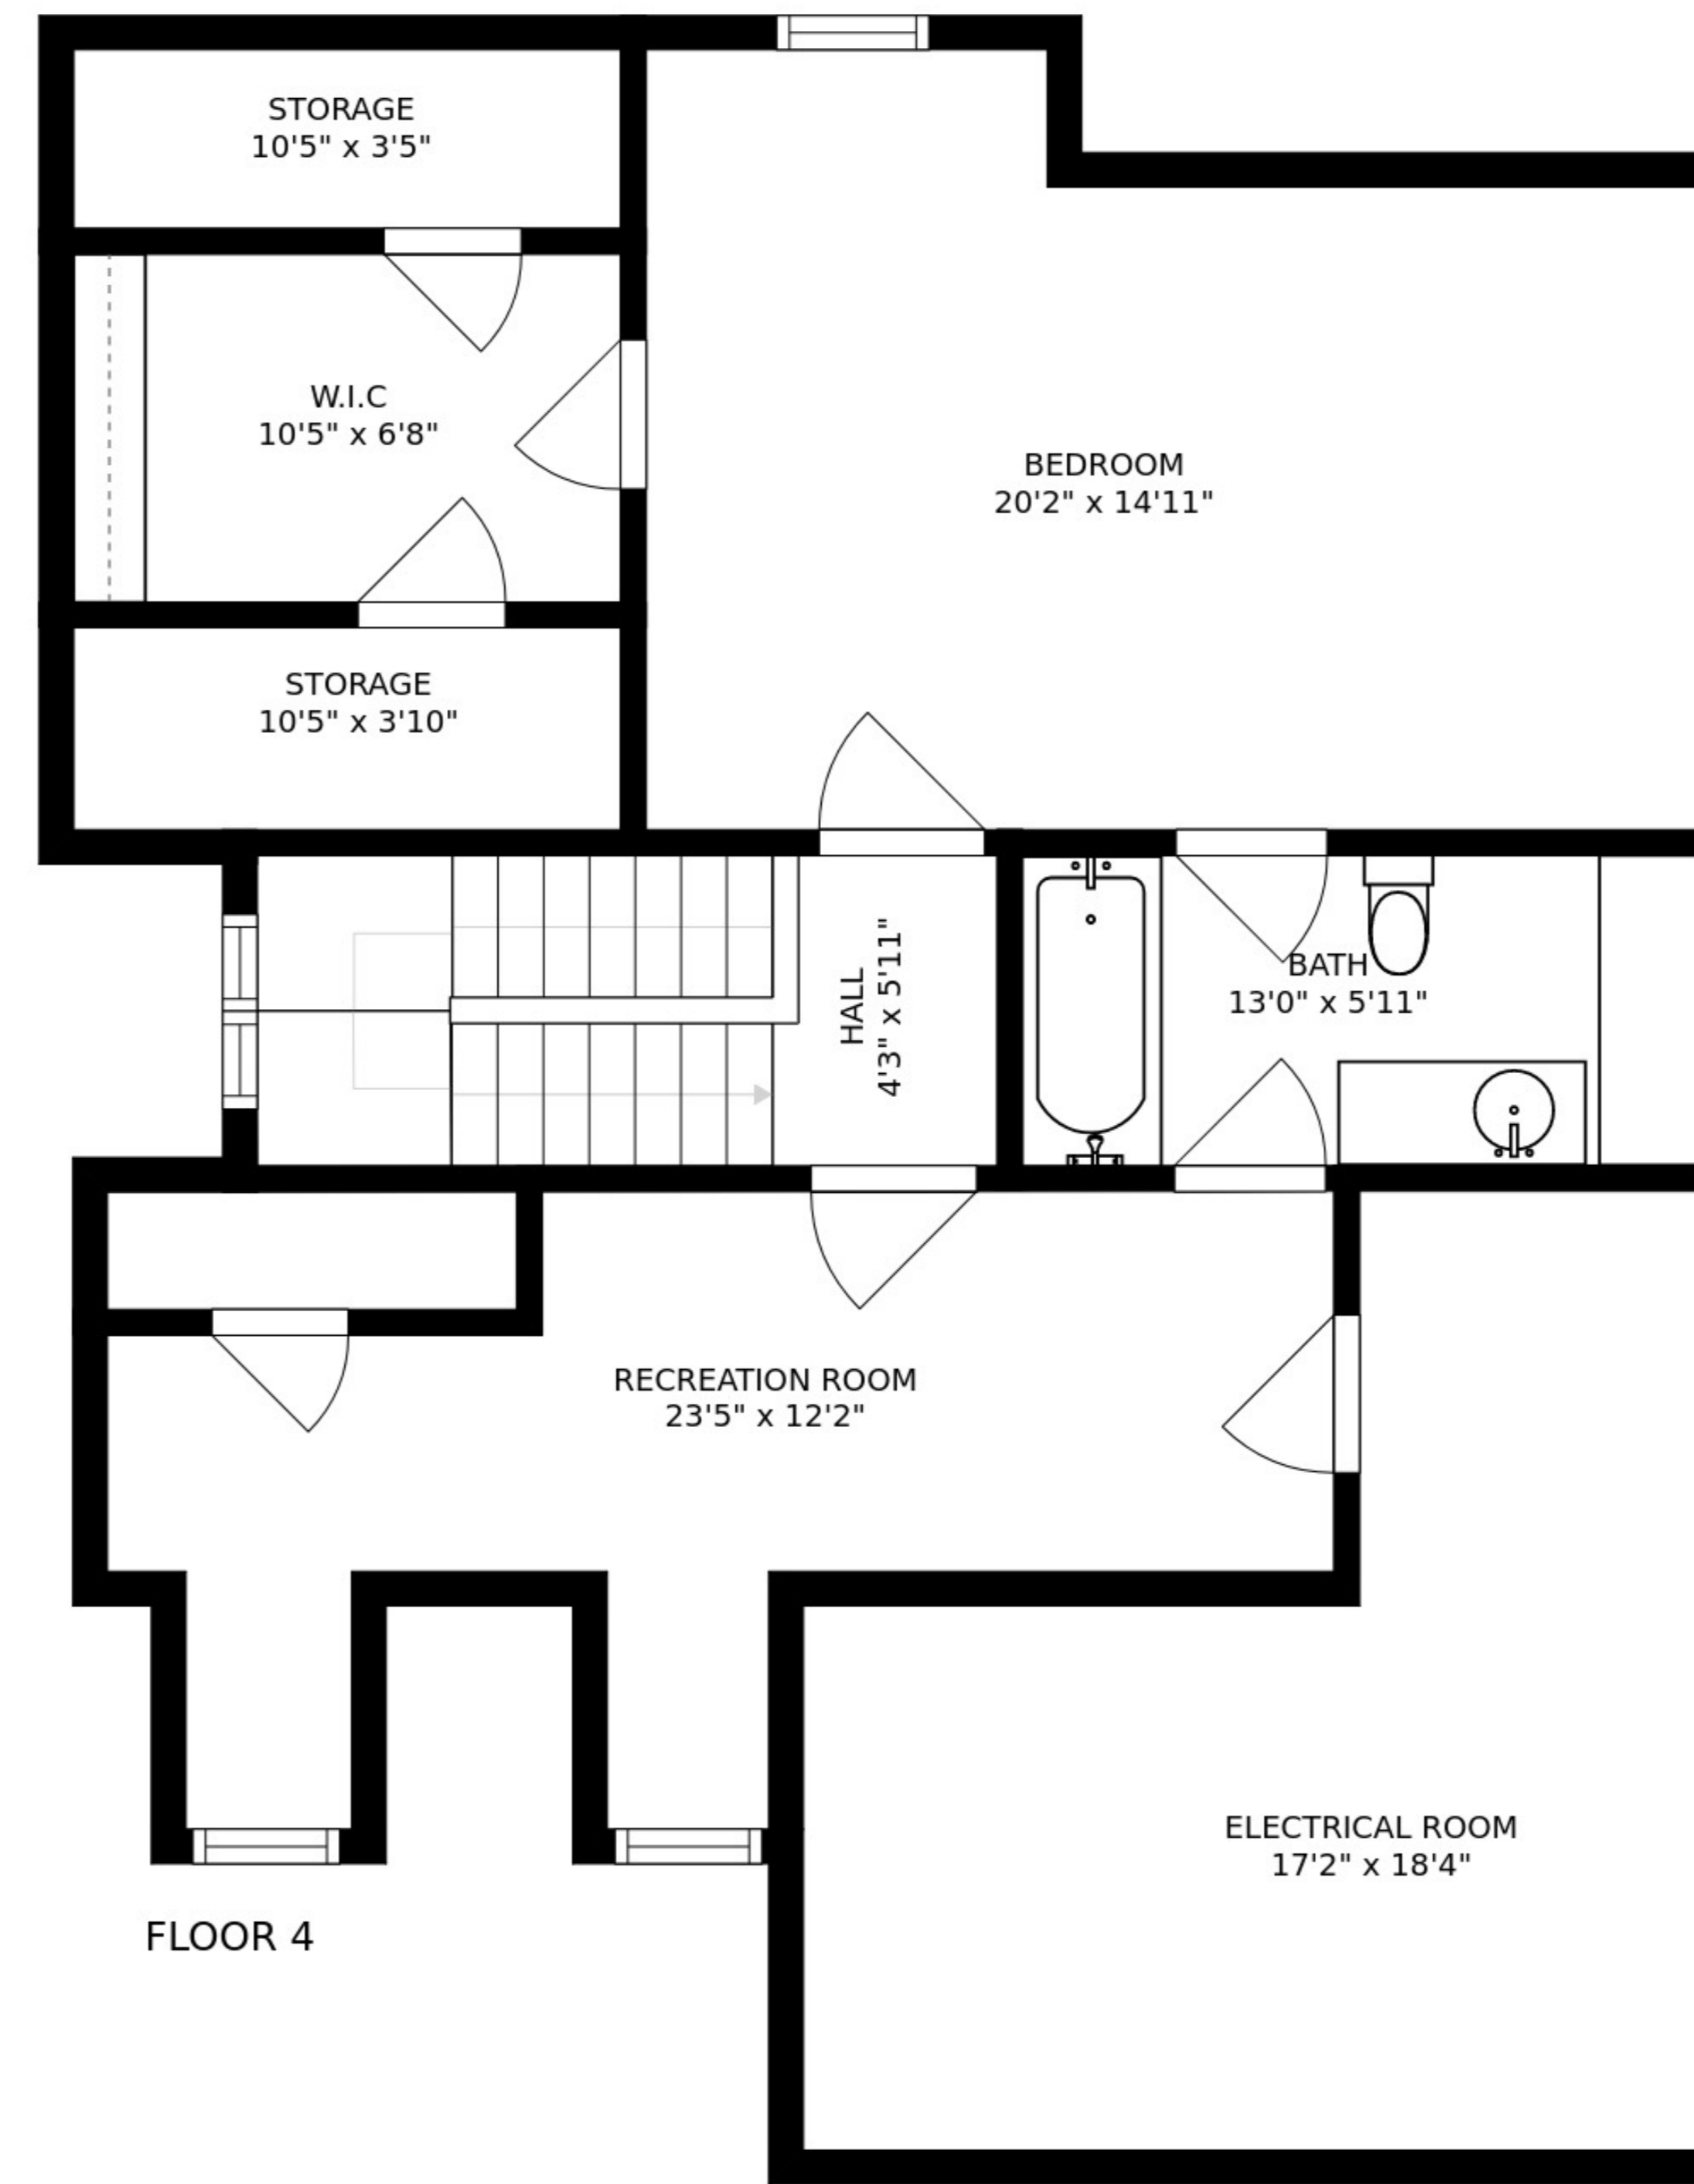 STORAGE
10'5" x 3'5"
W.I.C
10'5" x 6'8"
BEDROOM
20'2" x 14'11"
STORAGE
10'5" x 3'10"
HALL
4'3" x 5'11"
BATH
13'0" x 5'11"
RECREATION ROOM
23'5" x 12'2"
ELECTRICAL ROOM
17'2" x 18'4"
FLOOR 4